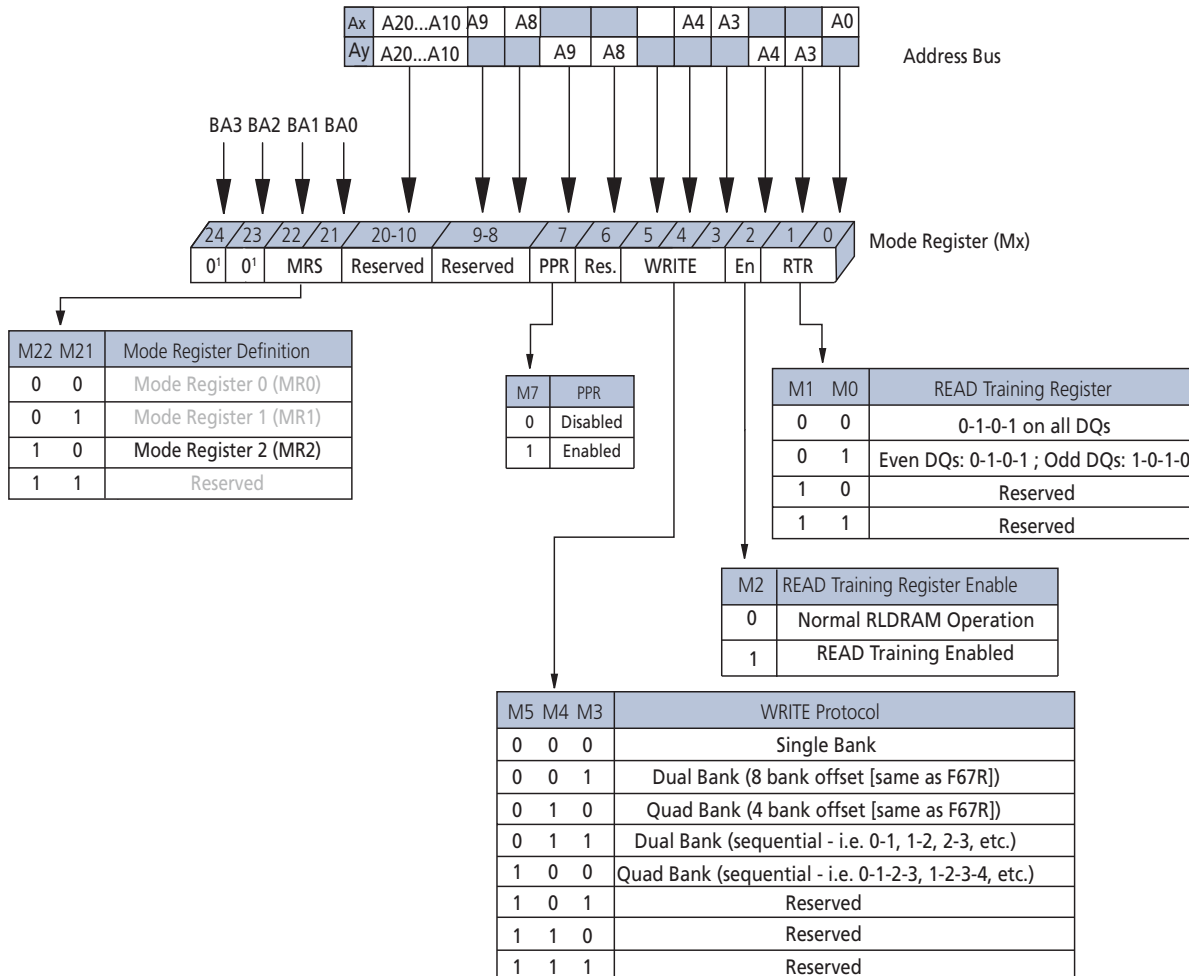 Ax A20...A10 A9 A8 A4 A3 A0
Ay A20...A10 A9 A8 A4 A3
Address Bus
BA3 BA2 BA1 BA0
24 23 22 21 20-10 9-8 7 6 5 4 3 2 1 0
Mode Register (Mx)
0¹ 0¹ MRS Reserved Reserved PPR Res. WRITE En RTR
M22 M21 Mode Register Definition
0 0 Mode Register 0 (MR0)
0 1 Mode Register 1 (MR1)
1 0 Mode Register 2 (MR2)
1 1 Reserved
M7 PPR
0 Disabled
1 Enabled
M1 M0 READ Training Register
0 0 0-1-0-1 on all DQs
0 1 Even DQs: 0-1-0-1 ; Odd DQs: 1-0-1-0
1 0 Reserved
1 1 Reserved
M2 READ Training Register Enable
0 Normal RLDRAM Operation
1 READ Training Enabled
M5 M4 M3 WRITE Protocol
0 0 0 Single Bank
0 0 1 Dual Bank (8 bank offset [same as F67R])
0 1 0 Quad Bank (4 bank offset [same as F67R])
0 1 1 Dual Bank (sequential - i.e. 0-1, 1-2, 2-3, etc.)
1 0 0 Quad Bank (sequential - i.e. 0-1-2-3, 1-2-3-4, etc.)
1 0 1 Reserved
1 1 0 Reserved
1 1 1 Reserved